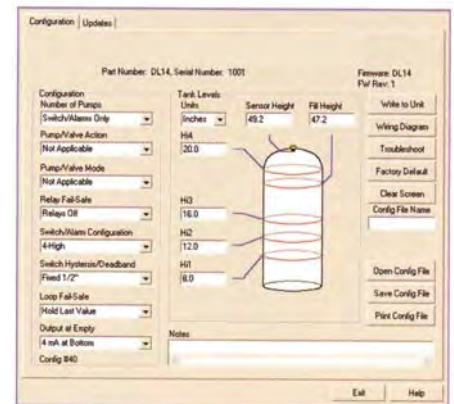 Configuration
Updates
Part Number: DL14, Serial Number: 1001
Firmware: DL14
FW Rev: 1
Configuration
Number of Pumps
Switch/Alarms Only
Pump/Valve Action
Not Applicable
Pump/Valve Mode
Not Applicable
Relay Fail-Safe
Relays Off
Switch/Alarm Configuration
4-High
Switch Hystersis/Deadband
Fixed 1/2"
Loop Fail-Safe
Hold Last Value
Output at Empty
4 mA at Bottom
Config #40
Tank Levels
Units
Inches
Sensor Height
49.2
Fill Height
47.2
Hi4
20.0
Hi3
16.0
Hi2
12.0
Hi1
8.0
Notes
Write to Unit
Wiring Diagram
Troubleshoot
Factory Default
Clear Screen
Config File Name
Open Config File
Save Config File
Print Config File
Exit
Help